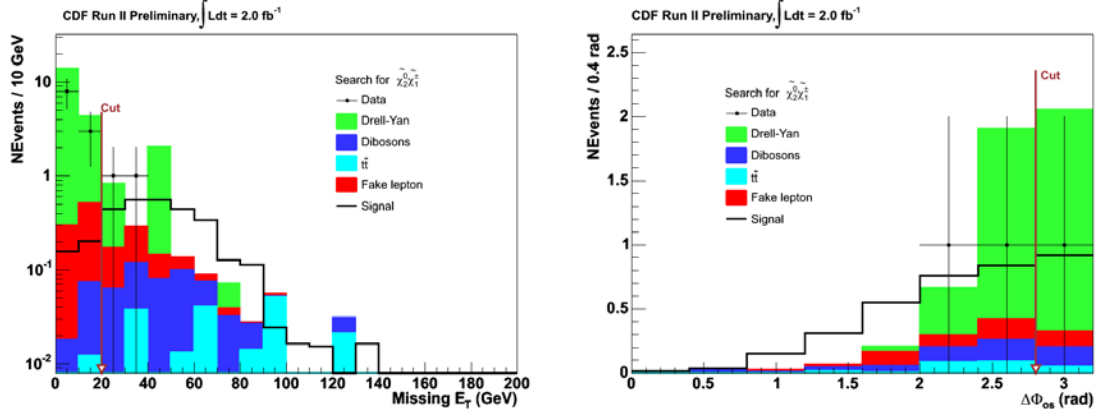 CDF Run II Preliminary, ∫ Ldt = 2.0 fb⁻¹
NEvents / 10 GeV
10
1
10⁻¹
10⁻²
Cut
Search for χ̃⁰₂χ̃±₁
Data
Drell-Yan
Dibosons
tt̄
Fake lepton
Signal
0 20 40 60 80 100 120 140 160 180 200
Missing E_T (GeV)
CDF Run II Preliminary, ∫ Ldt = 2.0 fb⁻¹
NEvents / 0.4 rad
2.5
2
1.5
1
0.5
0
Cut
Search for χ̃⁰₂χ̃±₁
Data
Drell-Yan
Dibosons
tt̄
Fake lepton
Signal
0 0.5 1 1.5 2 2.5 3
ΔΦ_os (rad)